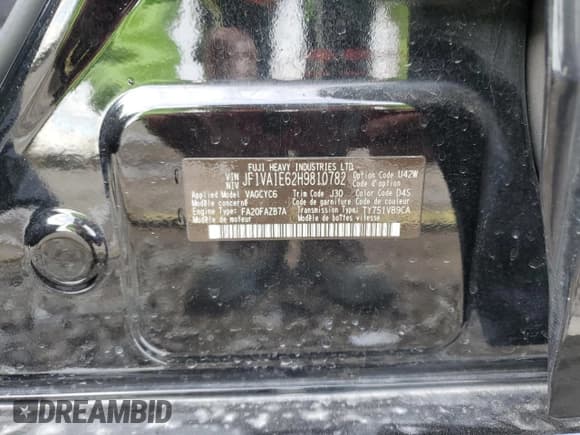 FUJI HEAVY INDUSTRIES LTD.
VIN NIV JF1VA1E62H9810782 Option Code U42W
Code d'option
Applied Model VAGCYC6 Trim Code J30 Color Code D4S
Modèle concerné Code de garniture Code de couleur
Engine Type FA20FAZB7A Transmission Type TY751VB9CA
Modèle de moteur Modèle de boîtes vitesse
DREAMBID